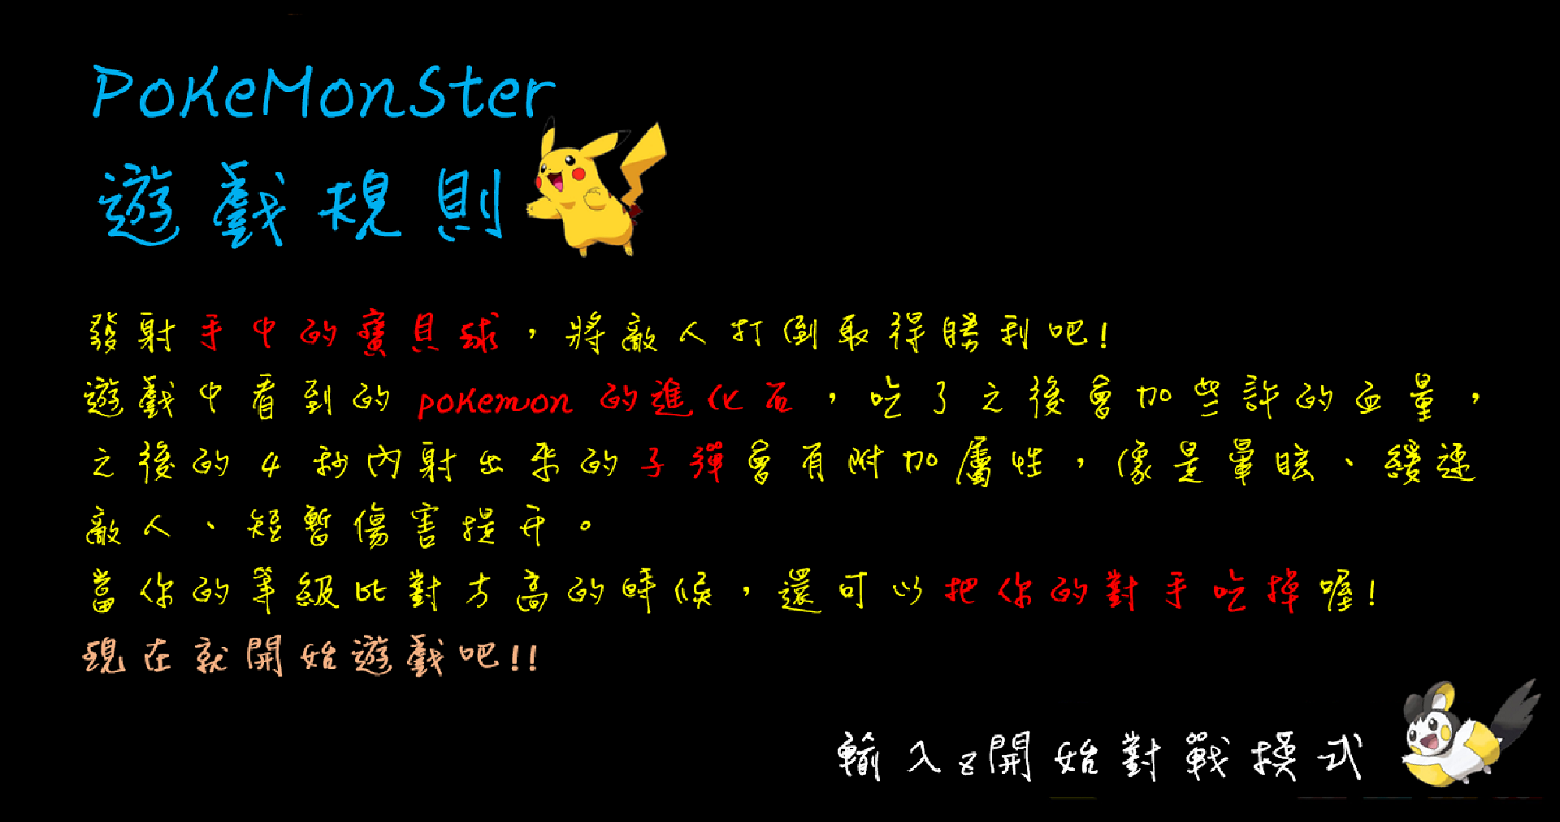 PoKeMonSter
遊戲規則
發射手中的寶貝球，將敵人打倒取得勝利吧!
遊戲中看到的pokemon的進化石，吃了之後會加些許的血量，
之後的4秒內射出來的子彈會有附加屬性，像是暈眩、緩速
敵人、短暫傷害提升。
當你的等級比對方高的時候，還可以把你的對手吃掉喔!
現在就開始遊戲吧!!
輸入z開始對戰模式